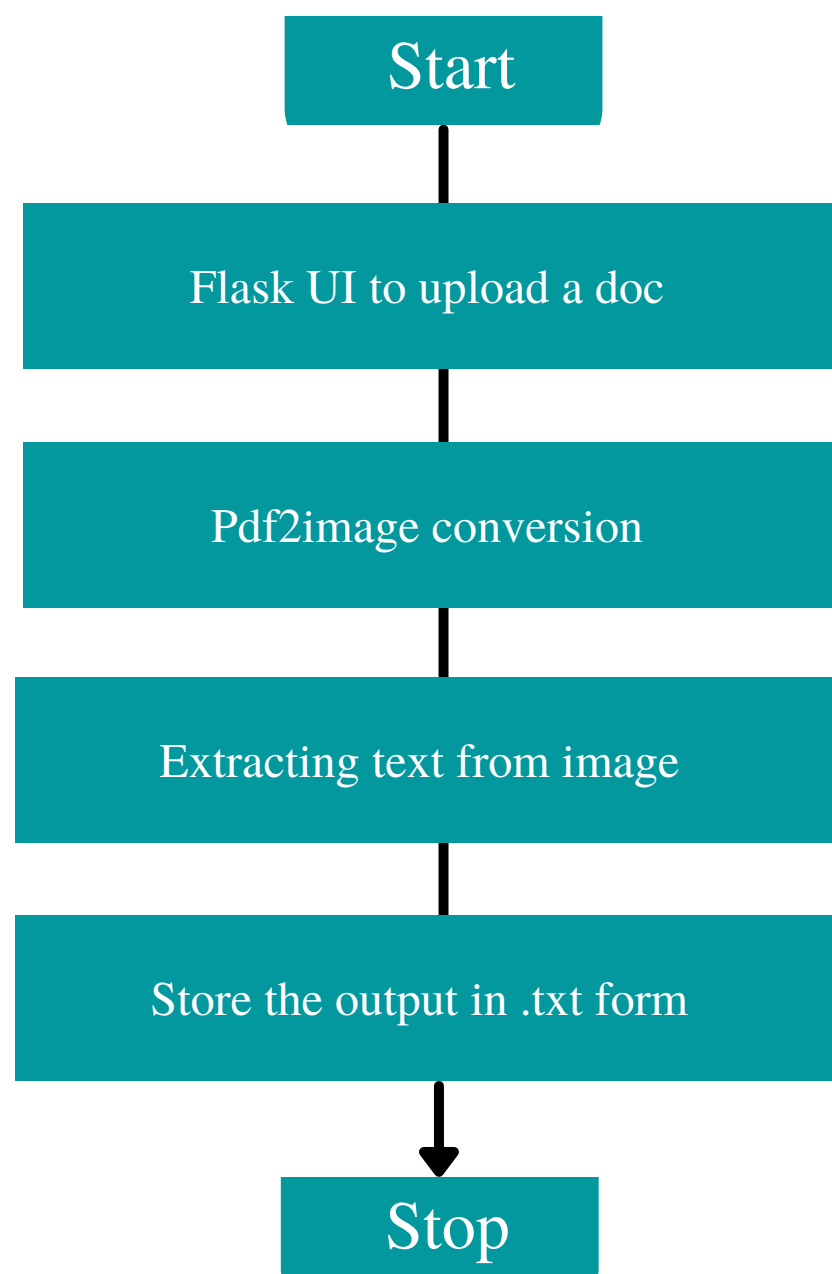 Start
Flask UI to upload a doc
Pdf2image conversion
Extracting text from image
Store the output in .txt form
Stop